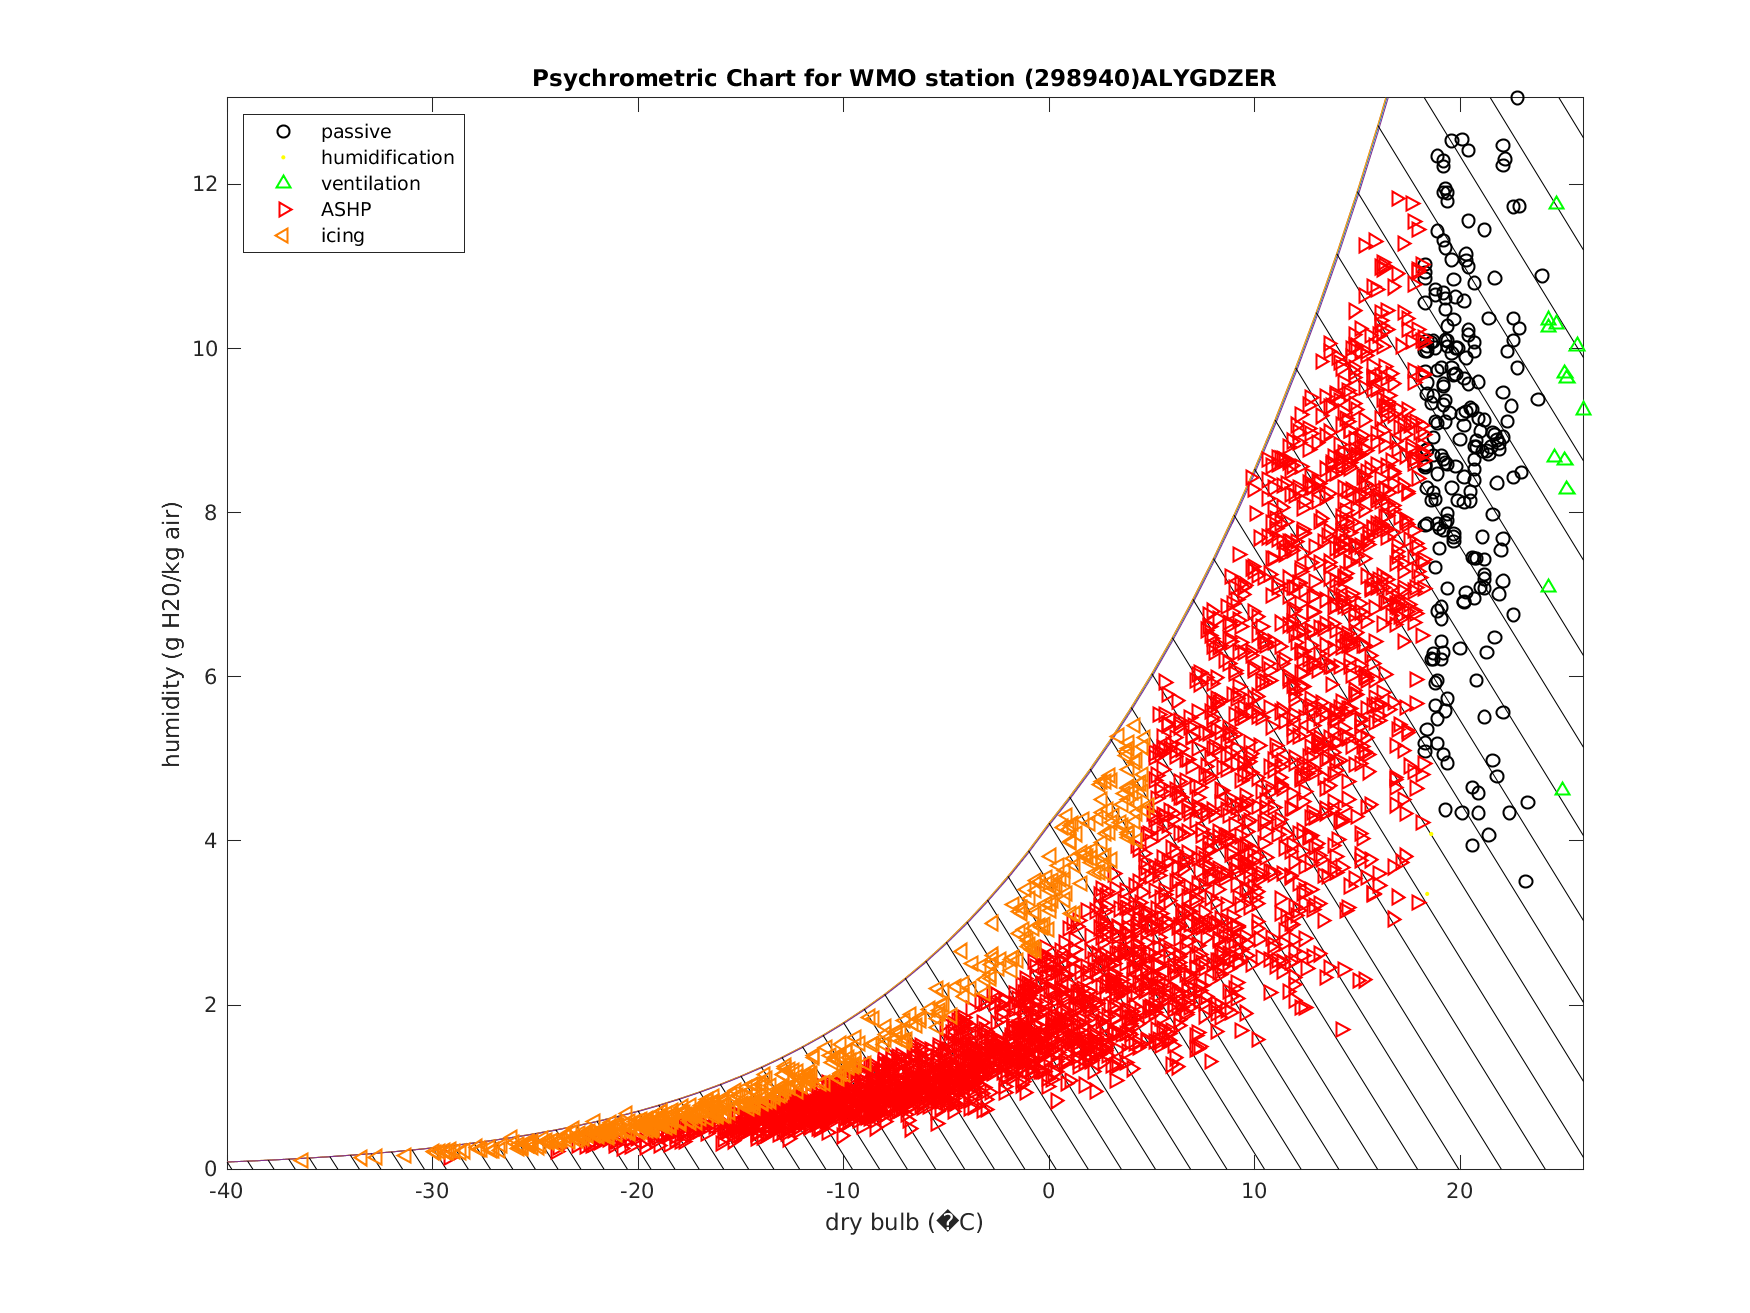 Psychrometric Chart for WMO station (298940)ALYGDZER
passive
humidification
ventilation
ASHP
icing
12
10
8
6
4
2
0
humidity (g H20/kg air)
-40 -30 -20 -10 0 10 20
dry bulb (�C)